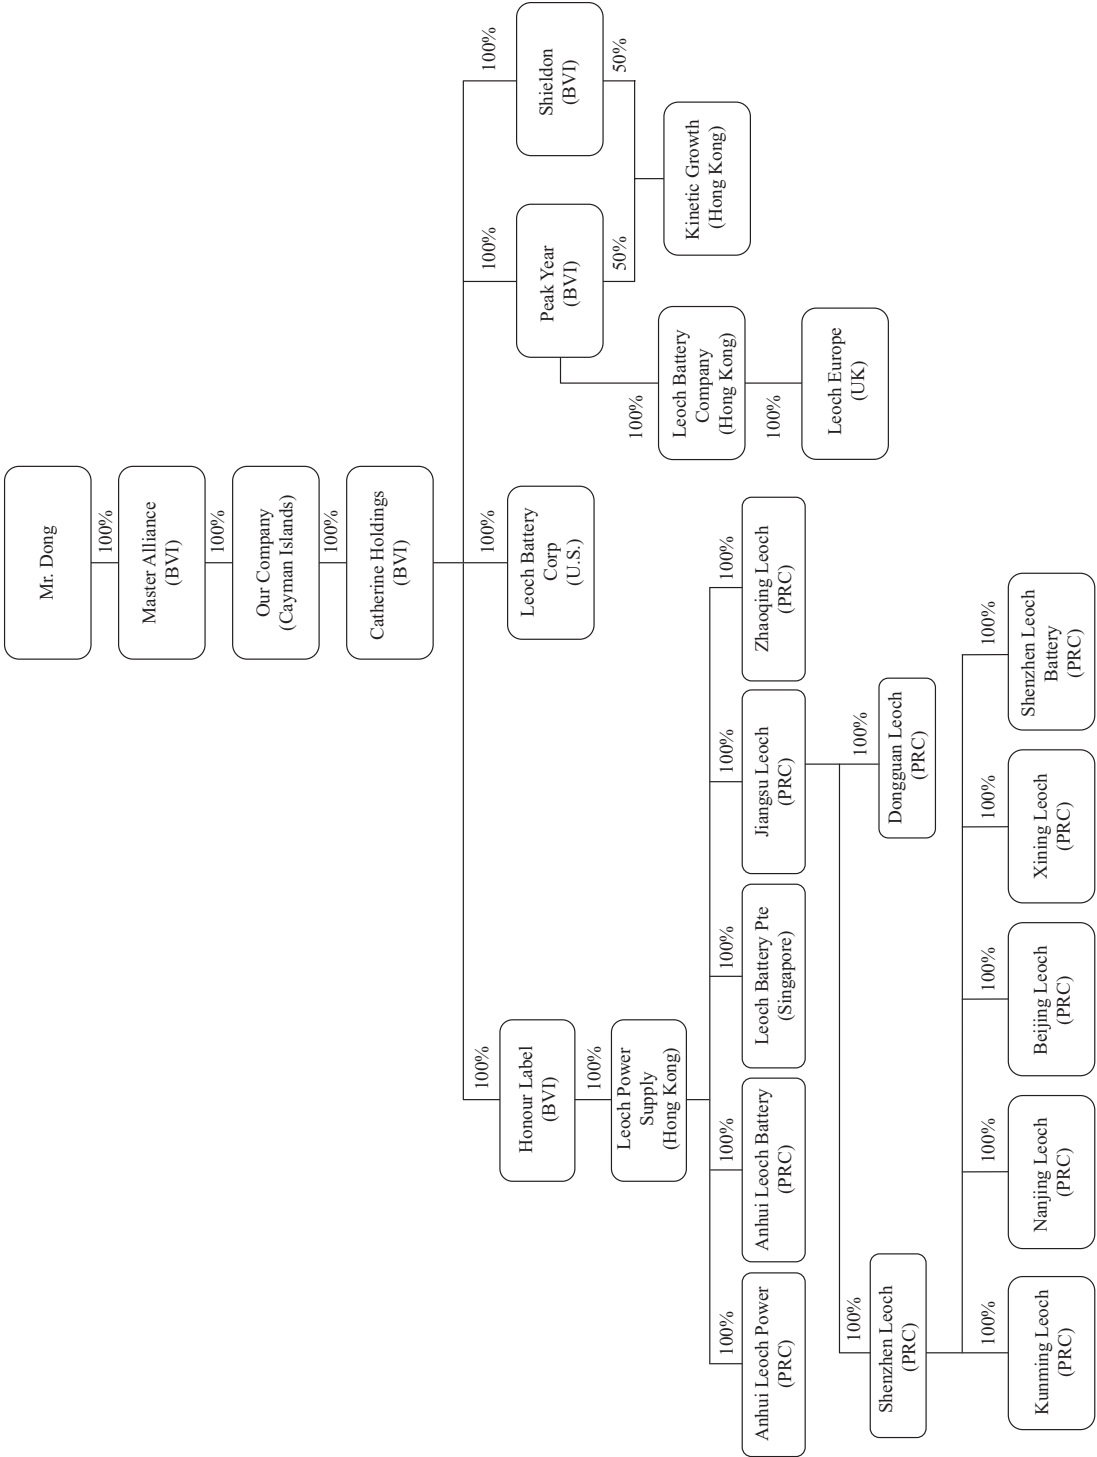 Mr. Dong
100%
Master Alliance
(BVI)
100%
Our Company
(Cayman Islands)
100%
Catherine Holdings
(BVI)
100%
100%
100%
100%
Honour Label
(BVI)
Leoch Battery
Corp
(U.S.)
Peak Year
(BVI)
Shieldon
(BVI)
100%
50%
50%
Leoch Power
Supply
(Hong Kong)
100%
Leoch Battery
Company
(Hong Kong)
Kinetic Growth
(Hong Kong)
100%
100%
100%
100%
100%
100%
Anhui Leoch Power
(PRC)
Anhui Leoch Battery
(PRC)
Leoch Battery Pte
(Singapore)
Jiangsu Leoch
(PRC)
Zhaoqing Leoch
(PRC)
Leoch Europe
(UK)
100%
100%
Shenzhen Leoch
(PRC)
Dongguan Leoch
(PRC)
100%
100%
100%
100%
100%
Kunming Leoch
(PRC)
Nanjing Leoch
(PRC)
Beijing Leoch
(PRC)
Xining Leoch
(PRC)
Shenzhen Leoch
Battery
(PRC)